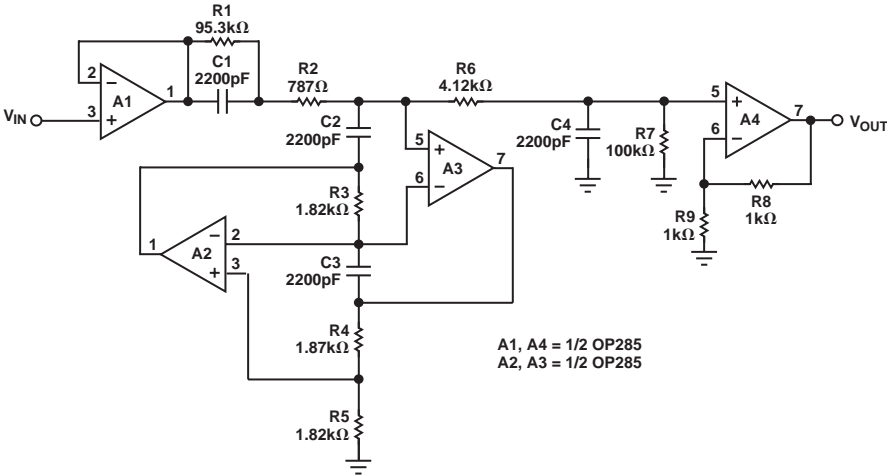 R1
95.3kΩ
2
−
C1
2200pF
A1
1
VIN
3
+
R2
787Ω
R6
4.12kΩ
C2
2200pF
5
+
6
−
A3
7
C4
2200pF
R7
100kΩ
5
+
6
−
A4
7
VOUT
R8
1kΩ
R9
1kΩ
R3
1.82kΩ
1
A2
−
2
+
3
C3
2200pF
R4
1.87kΩ
A1, A4 = 1/2 OP285
A2, A3 = 1/2 OP285
R5
1.82kΩ